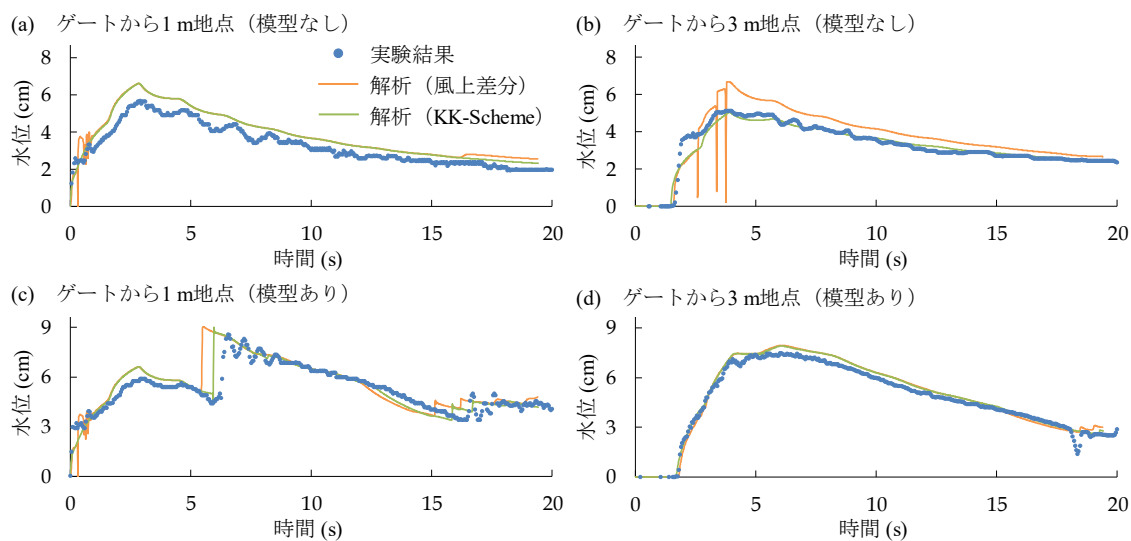 (a) ゲートから1 m地点（模型なし）
8
6
4
2
0
水位 (cm)
実験結果
解析（風上差分）
解析（KK-Scheme）
0 5 10 15 20
時間 (s)
(b) ゲートから3 m地点（模型なし）
8
6
4
2
0
水位 (cm)
0 5 10 15 20
時間 (s)
(c) ゲートから1 m地点（模型あり）
9
6
3
0
水位 (cm)
0 5 10 15 20
時間 (s)
(d) ゲートから3 m地点（模型あり）
9
6
3
0
水位 (cm)
0 5 10 15 20
時間 (s)